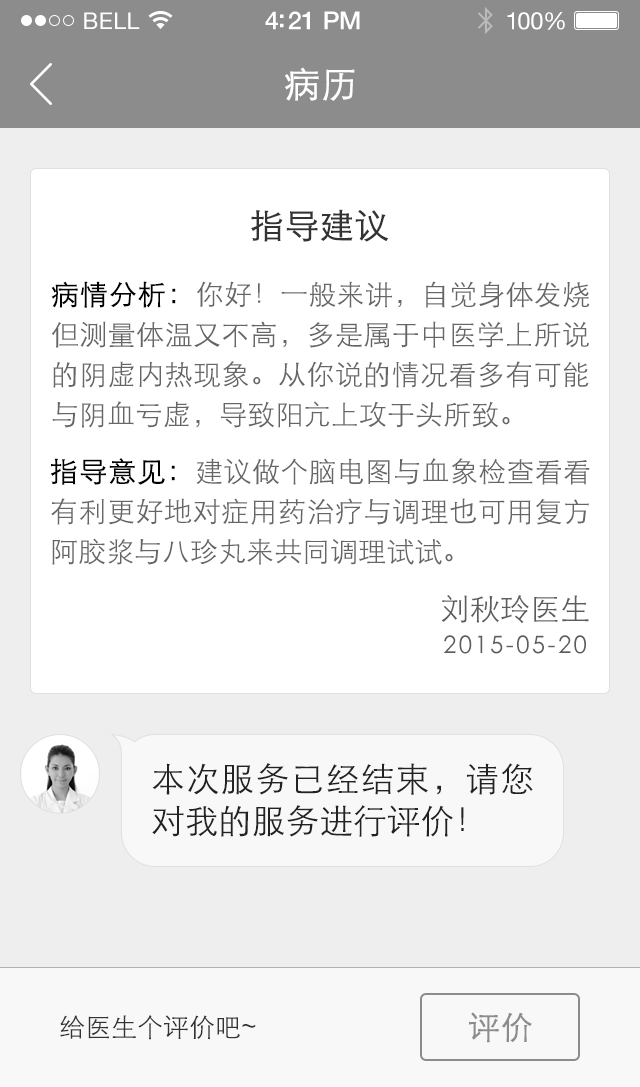 BELL 4:21 PM 100%
病历
指导建议
病情分析：你好！一般来讲，自觉身体发烧
但测量体温又不高，多是属于中医学上所说
的阴虚内热现象。从你说的情况看多有可能
与阴血亏虚，导致阳亢上攻于头所致。
指导意见：建议做个脑电图与血象检查看看
有利更好地对症用药治疗与调理也可用复方
阿胶浆与八珍丸来共同调理试试。
刘秋玲医生
2015-05-20
本次服务已经结束，请您
对我的服务进行评价！
给医生个评价吧~
评价